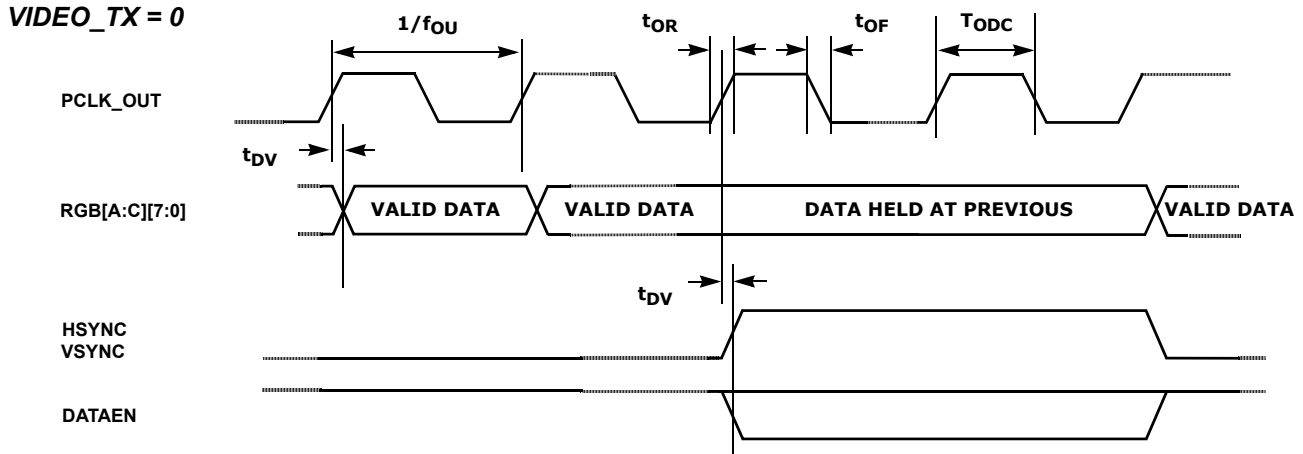 VIDEO_TX = 0
1/fOU
tOR
tOF
TODC
PCLK_OUT
tDV
RGB[A:C][7:0]
VALID DATA
VALID DATA
DATA HELD AT PREVIOUS
VALID DATA
tDV
HSYNC
VSYNC
DATAEN